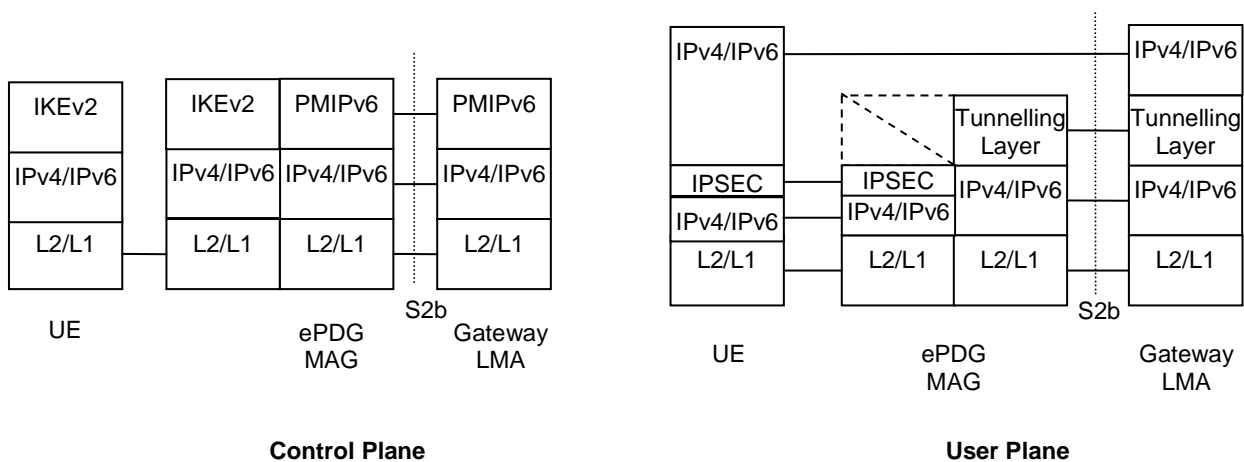 IKEv2
IPv4/IPv6
L2/L1
UE
IKEv2
PMIPv6
IPv4/IPv6
IPv4/IPv6
L2/L1
L2/L1
ePDG
MAG
S2b
PMIPv6
IPv4/IPv6
L2/L1
Gateway
LMA
Control Plane
IPv4/IPv6
IPSEC
IPv4/IPv6
L2/L1
UE
Tunnelling
Layer
IPSEC
IPv4/IPv6
IPv4/IPv6
L2/L1
L2/L1
ePDG
MAG
S2b
IPv4/IPv6
Tunnelling
Layer
IPv4/IPv6
L2/L1
Gateway
LMA
User Plane